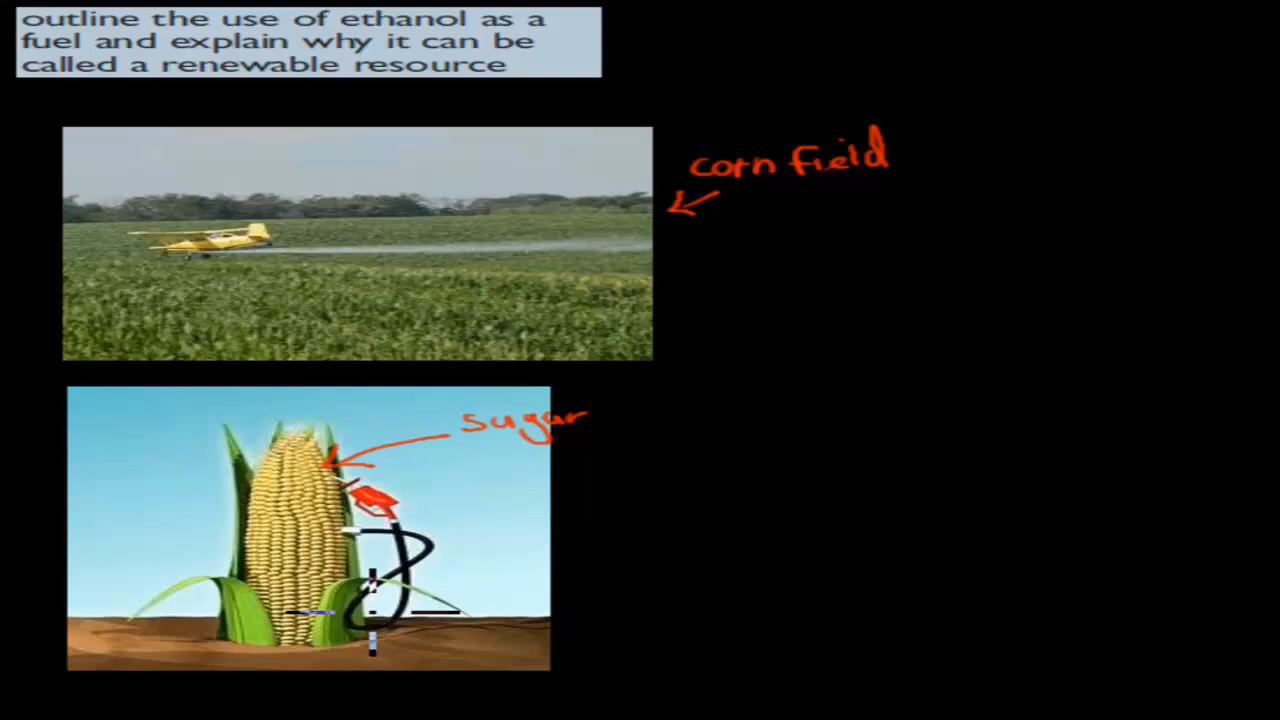 outline the use of ethanol as a
fuel and explain why it can be
called a renewable resource
corn field
sugar